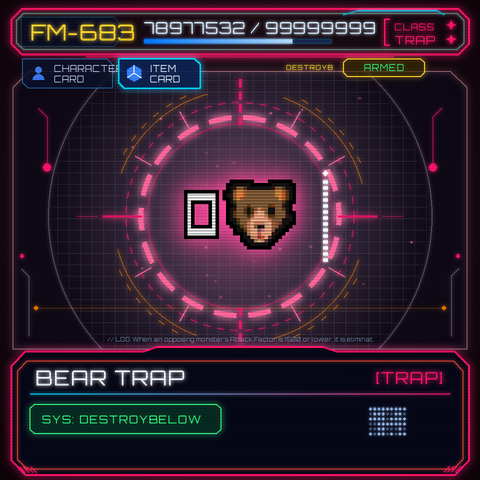 FM-683
78977532 / 99999999
CLASS
TRAP
CHARACTER
CARD
ITEM
CARD
DESTROYB
ARMED
// LOG: When an opposing monster's Attack Factor is 1500 or lower, it is eliminat
BEAR TRAP
[TRAP]
SYS: DESTROYBELOW